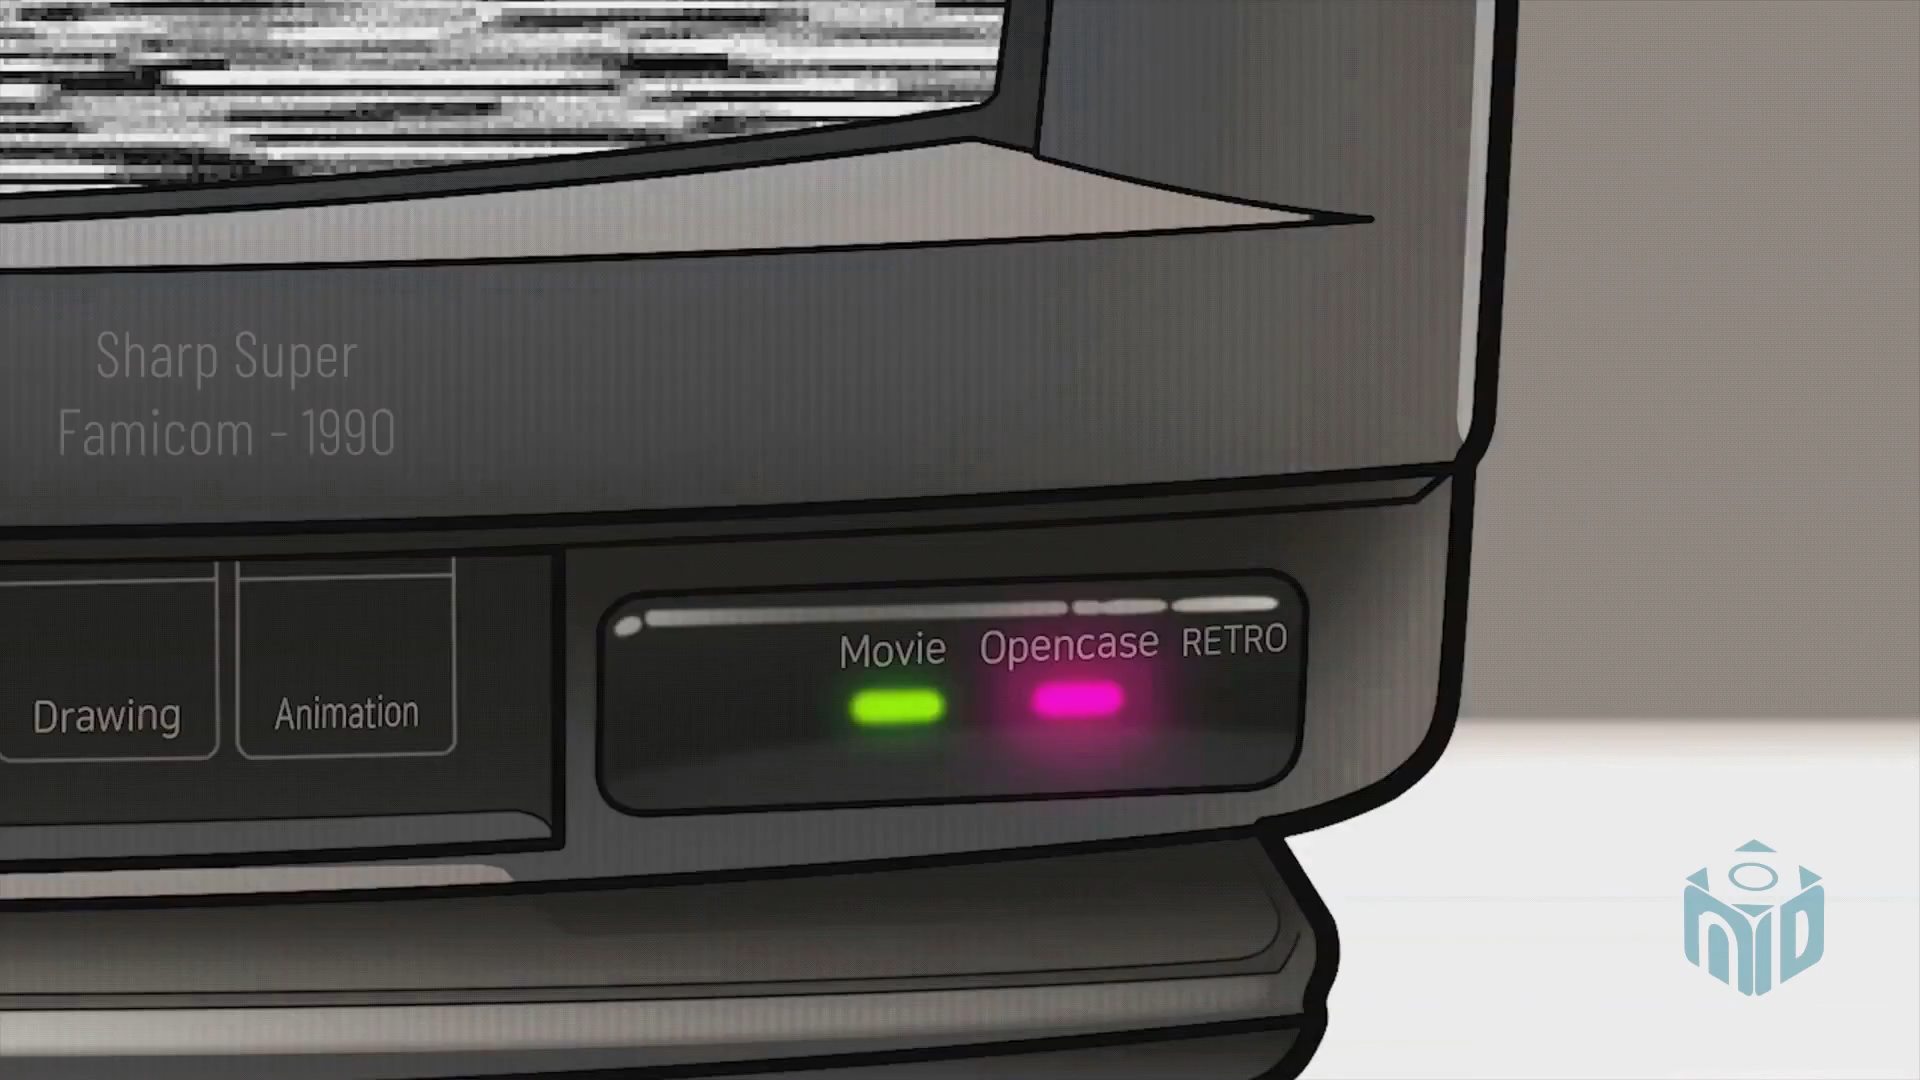 Sharp Super
Famicom - 1990
Drawing
Animation
Movie
Opencase
RETRO